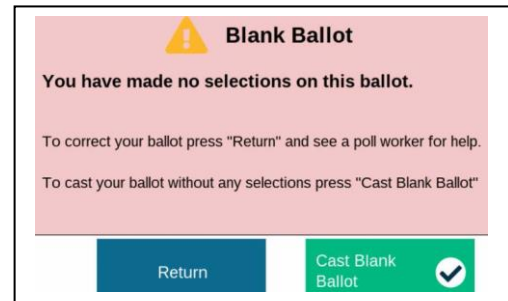 Blank Ballot
You have made no selections on this ballot.
To correct your ballot press "Return" and see a poll worker for help.
To cast your ballot without any selections press "Cast Blank Ballot"
Return
Cast Blank
Ballot